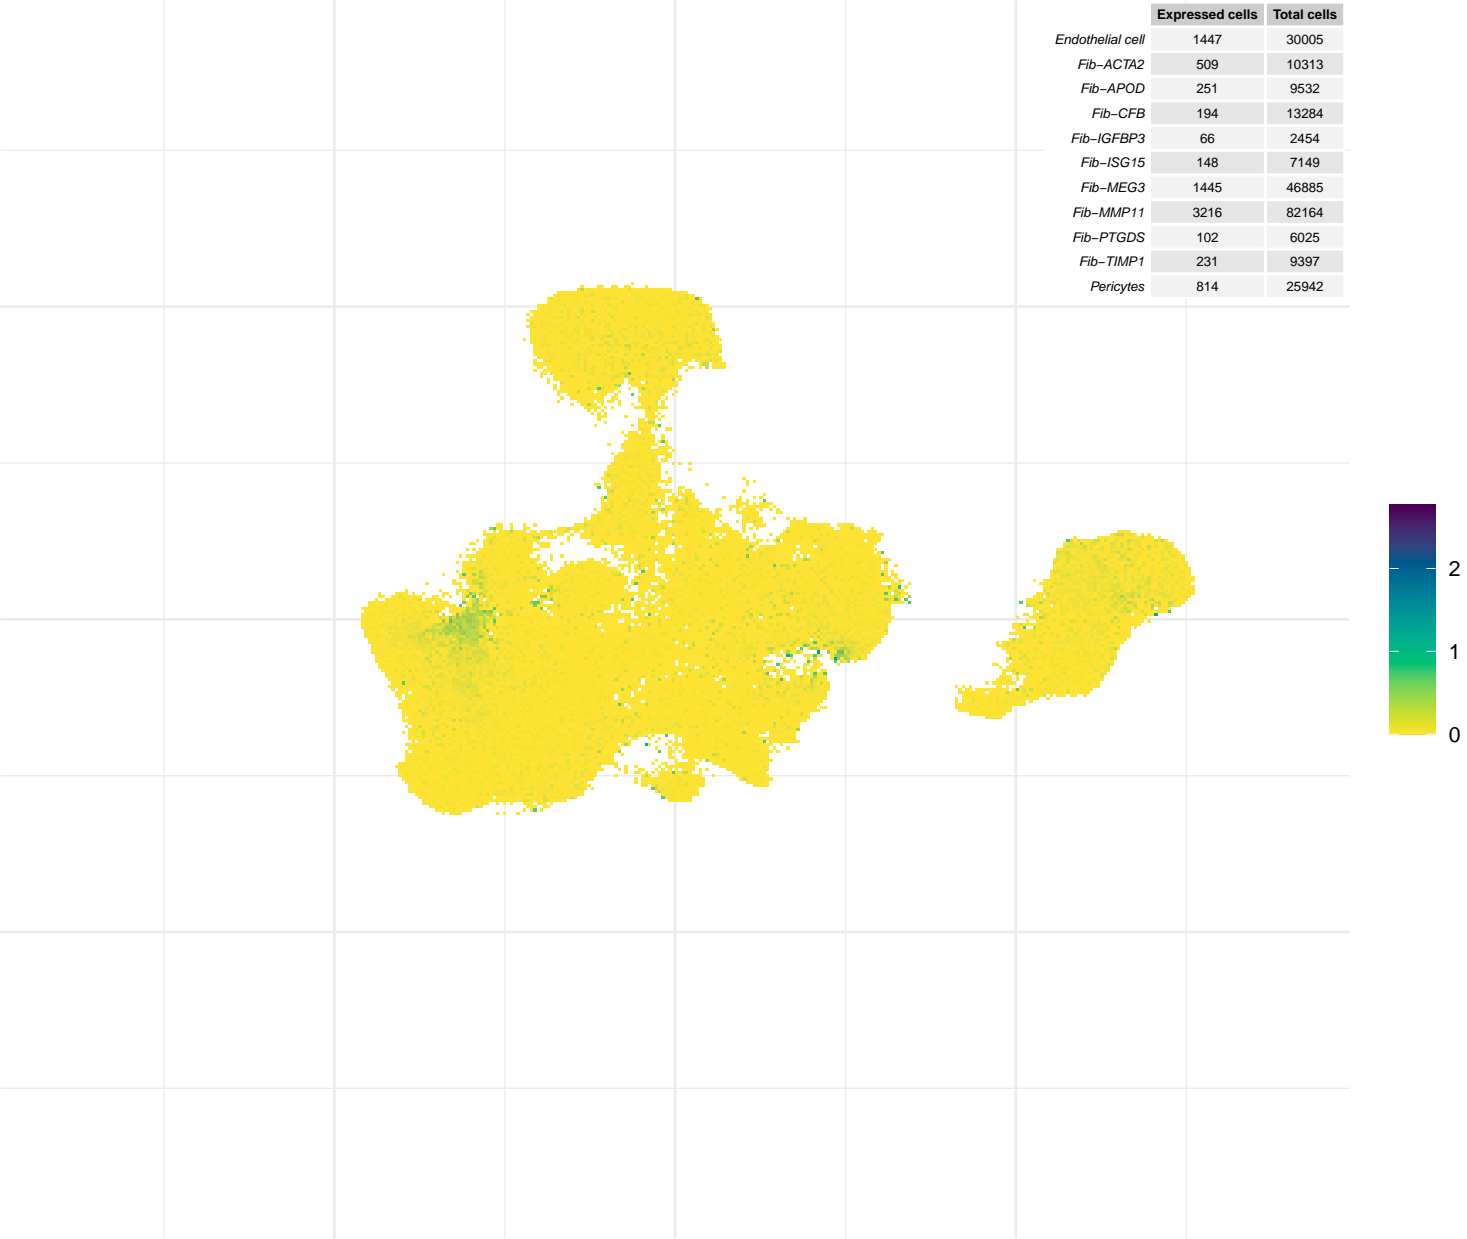 Expressed cells Total cells
Endothelial cell 1447 30005
Fib−ACTA2 509 10313
Fib−APOD 251 9532
Fib−CFB 194 13284
Fib−IGFBP3 66 2454
Fib−ISG15 148 7149
Fib−MEG3 1445 46885
Fib−MMP11 3216 82164
Fib−PTGDS 102 6025
Fib−TIMP1 231 9397
Pericytes 814 25942
2
1
0